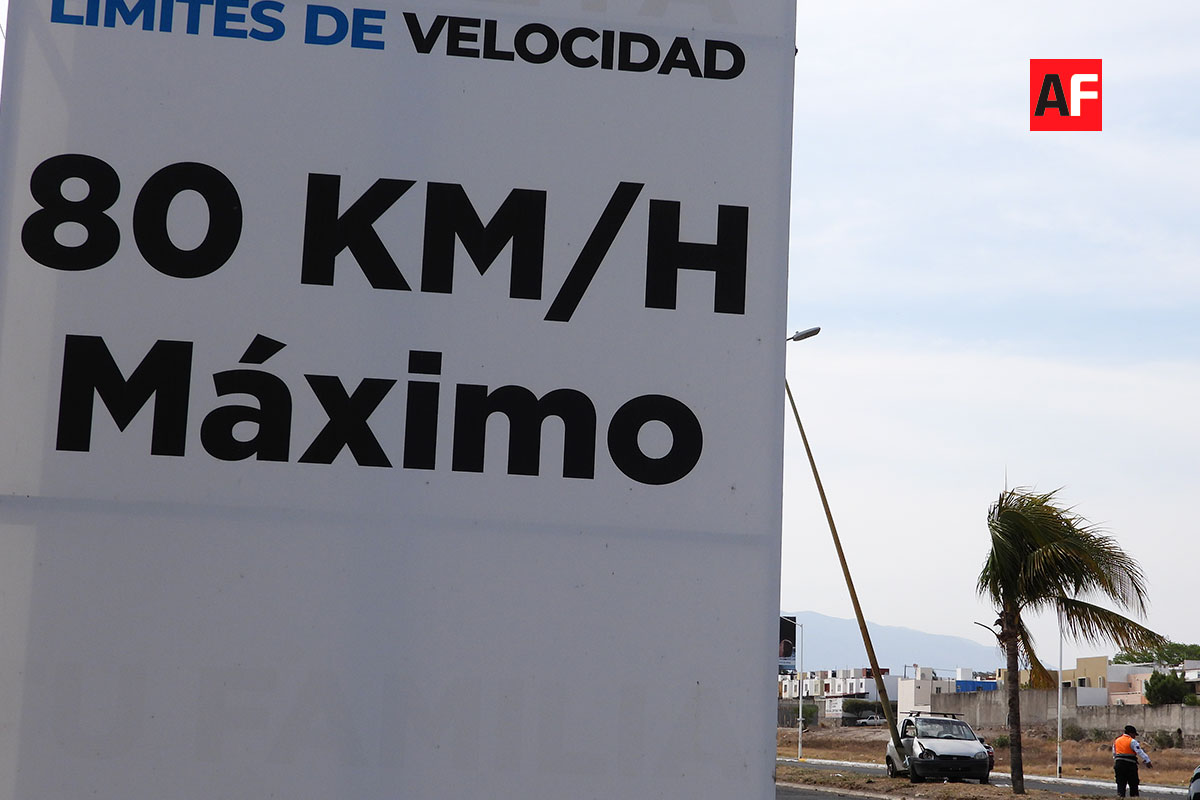 LÍMITES DE VELOCIDAD
80 KM/H
Máximo
AF